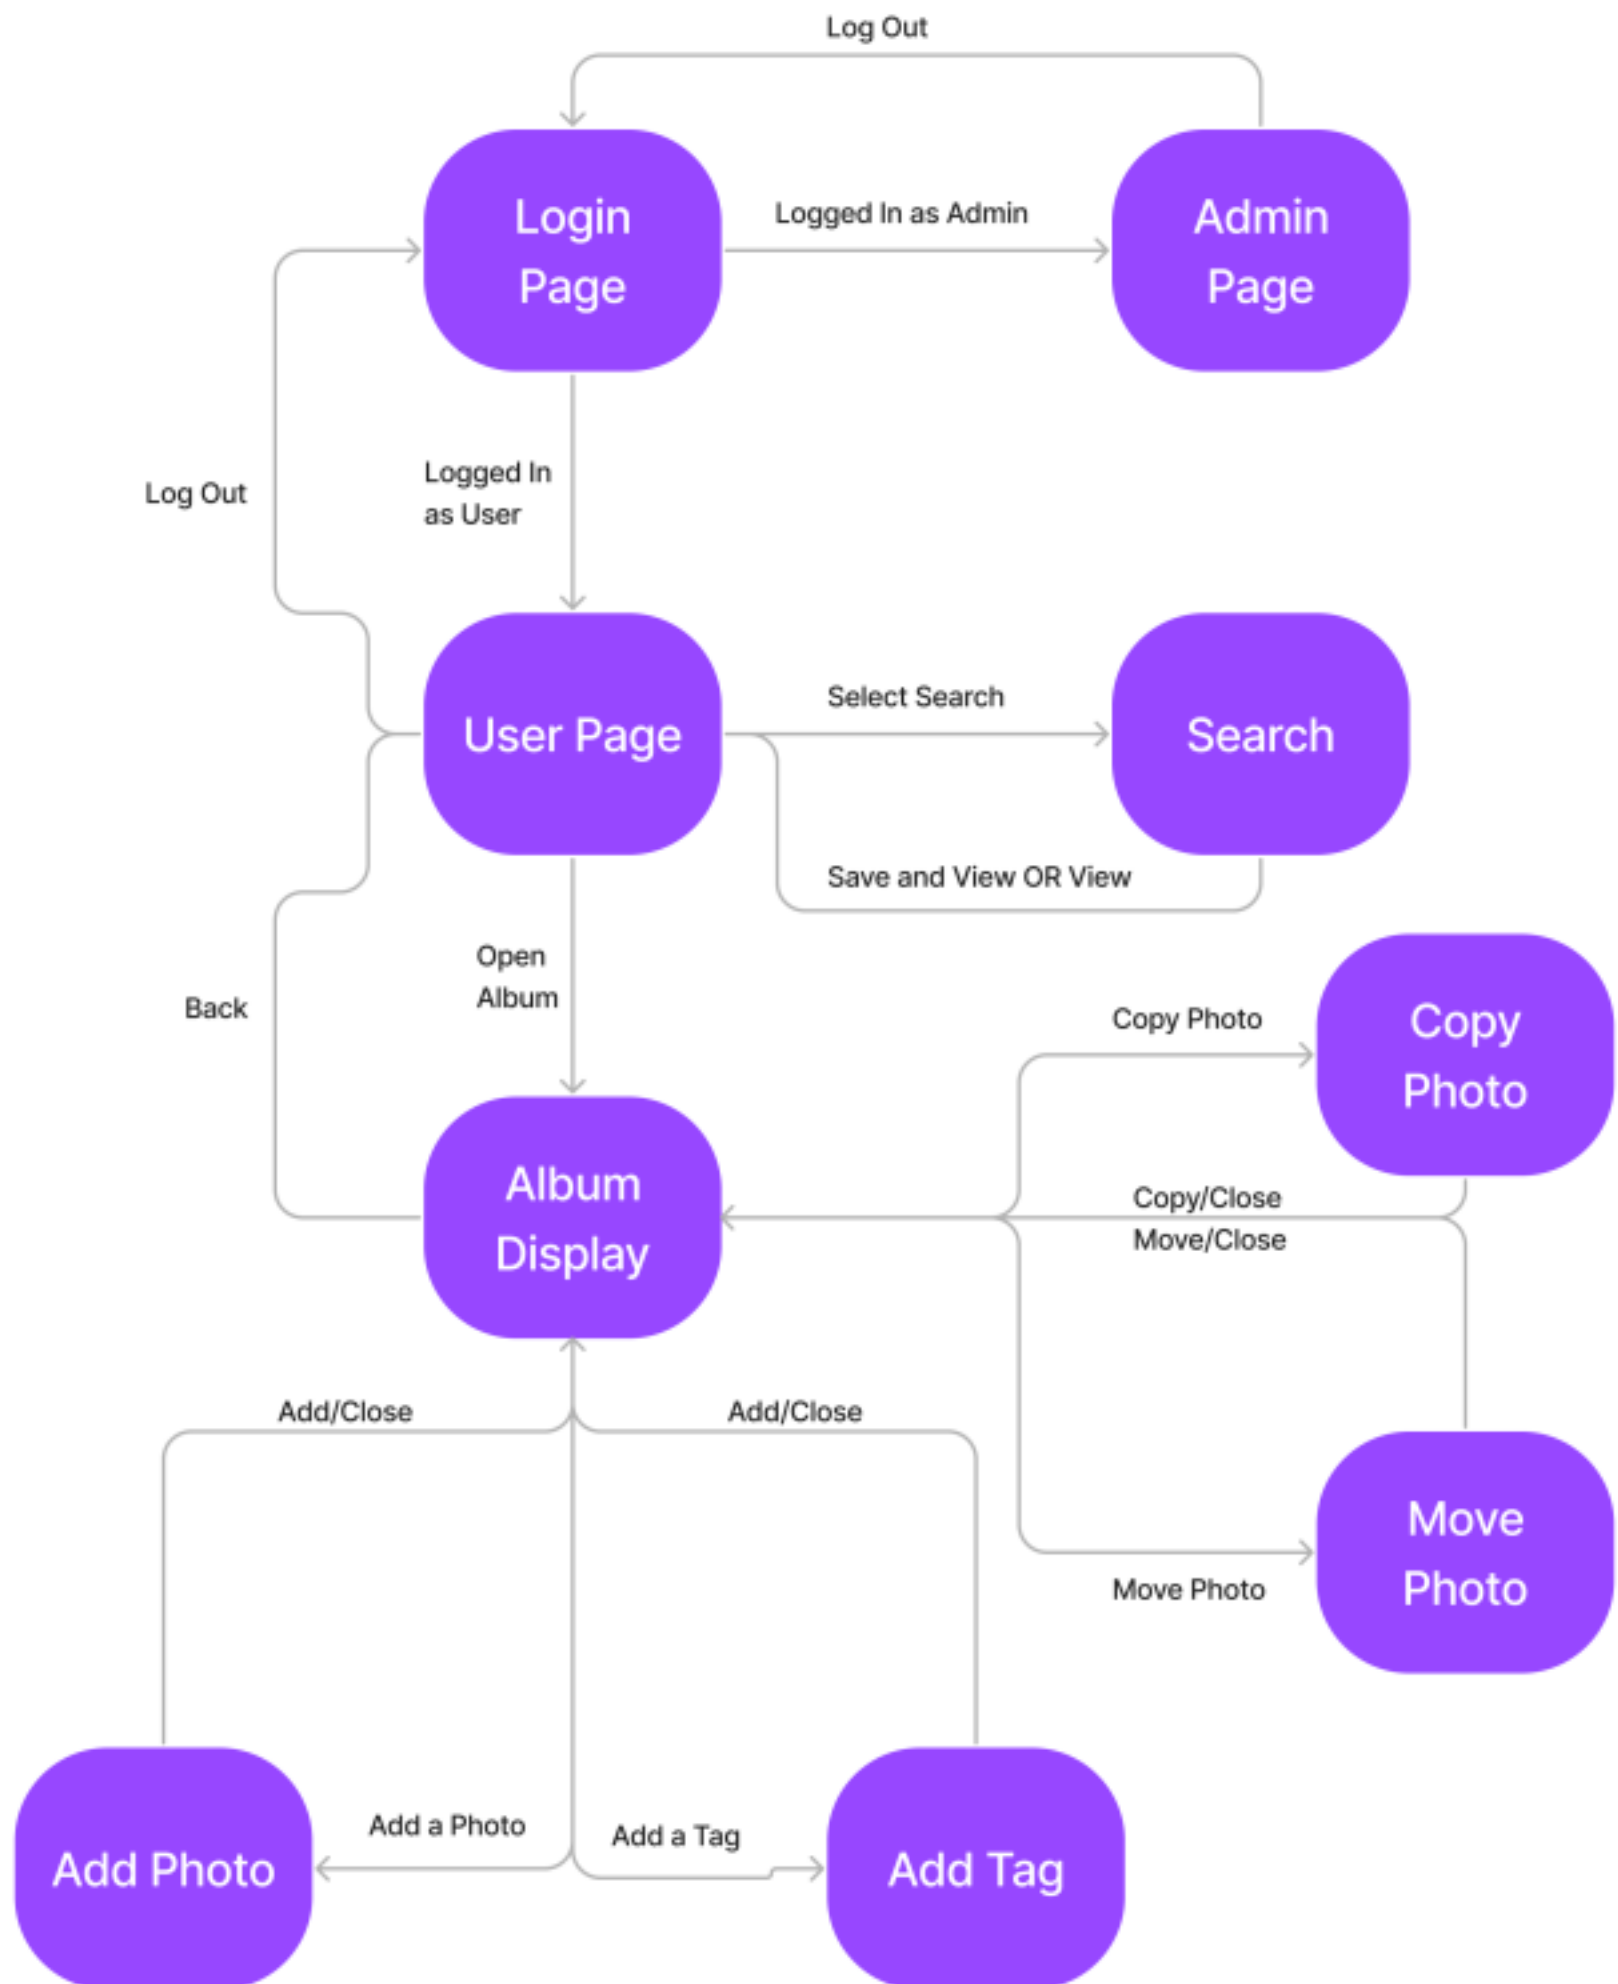 Log Out
Login
Page
Logged In as Admin
Admin
Page
Log Out
Logged In
as User
User Page
Select Search
Search
Save and View OR View
Open
Album
Back
Copy Photo
Copy
Photo
Album
Display
Copy/Close
Move/Close
Add/Close
Add/Close
Move
Photo
Move Photo
Add Photo
Add a Photo
Add a Tag
Add Tag